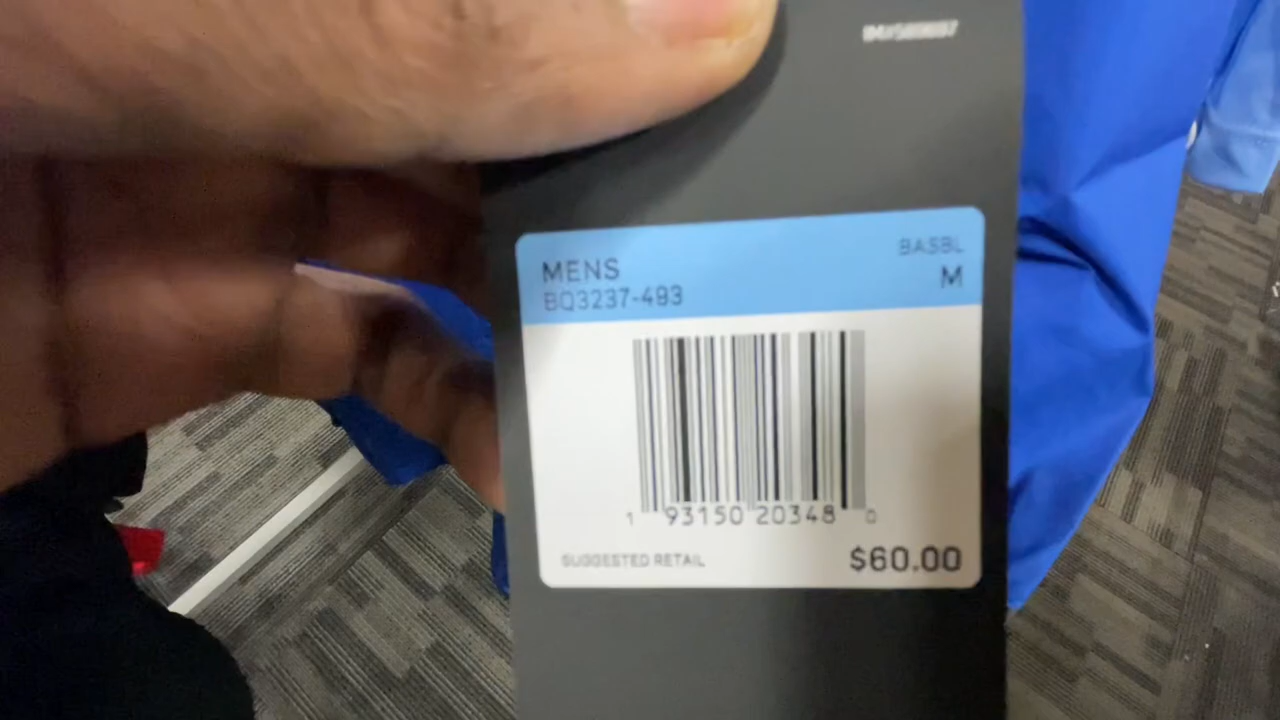 MENS
BQ3237-493
BASBL
M
1 93150 20348 0
SUGGESTED RETAIL
$60.00